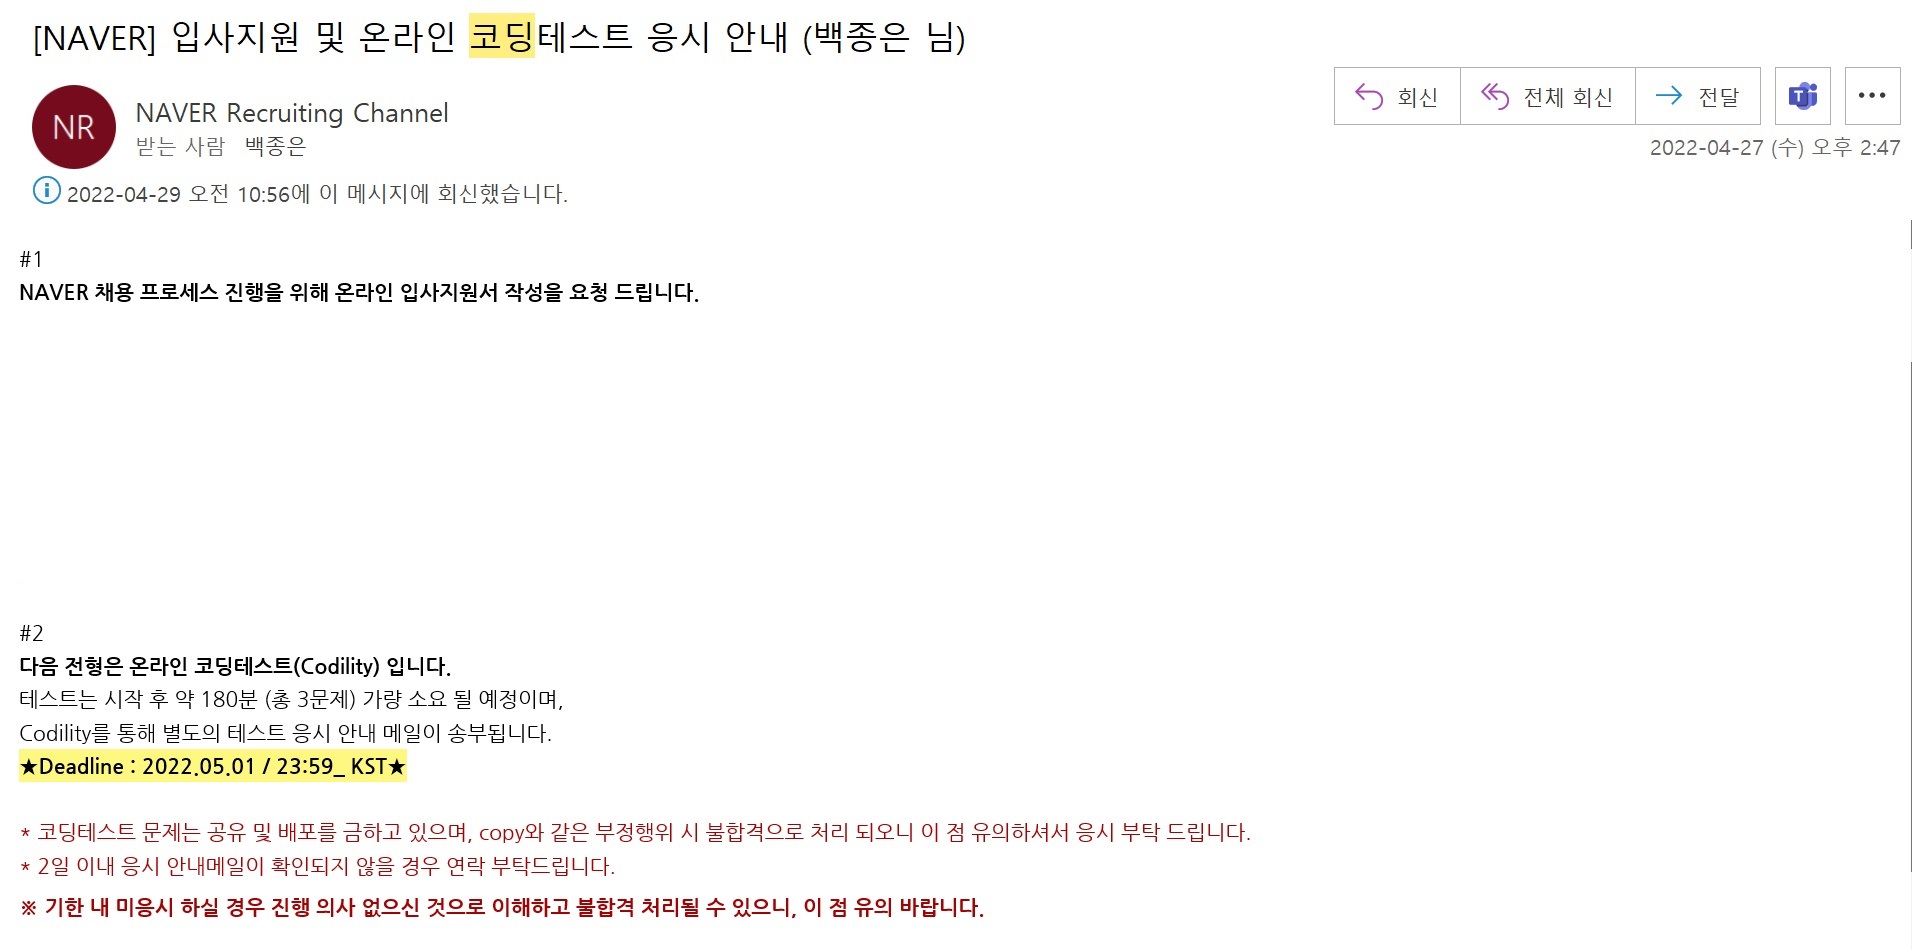 [NAVER] 입사지원 및 온라인 코딩테스트 응시 안내 (백종은 님)
NR
NAVER Recruiting Channel
받는 사람 백종은
회신
전체 회신
전달
2022-04-27 (수) 오후 2:47
2022-04-29 오전 10:56에 이 메시지에 회신했습니다.
#1
NAVER 채용 프로세스 진행을 위해 온라인 입사지원서 작성을 요청 드립니다.
#2
다음 전형은 온라인 코딩테스트(Codility) 입니다.
테스트는 시작 후 약 180분 (총 3문제) 가량 소요 될 예정이며,
Codility를 통해 별도의 테스트 응시 안내 메일이 송부됩니다.
★Deadline : 2022.05.01 / 23:59_ KST★
* 코딩테스트 문제는 공유 및 배포를 금하고 있으며, copy와 같은 부정행위 시 불합격으로 처리 되오니 이 점 유의하셔서 응시 부탁 드립니다.
* 2일 이내 응시 안내메일이 확인되지 않을 경우 연락 부탁드립니다.
※ 기한 내 미응시 하실 경우 진행 의사 없으신 것으로 이해하고 불합격 처리될 수 있으니, 이 점 유의 바랍니다.